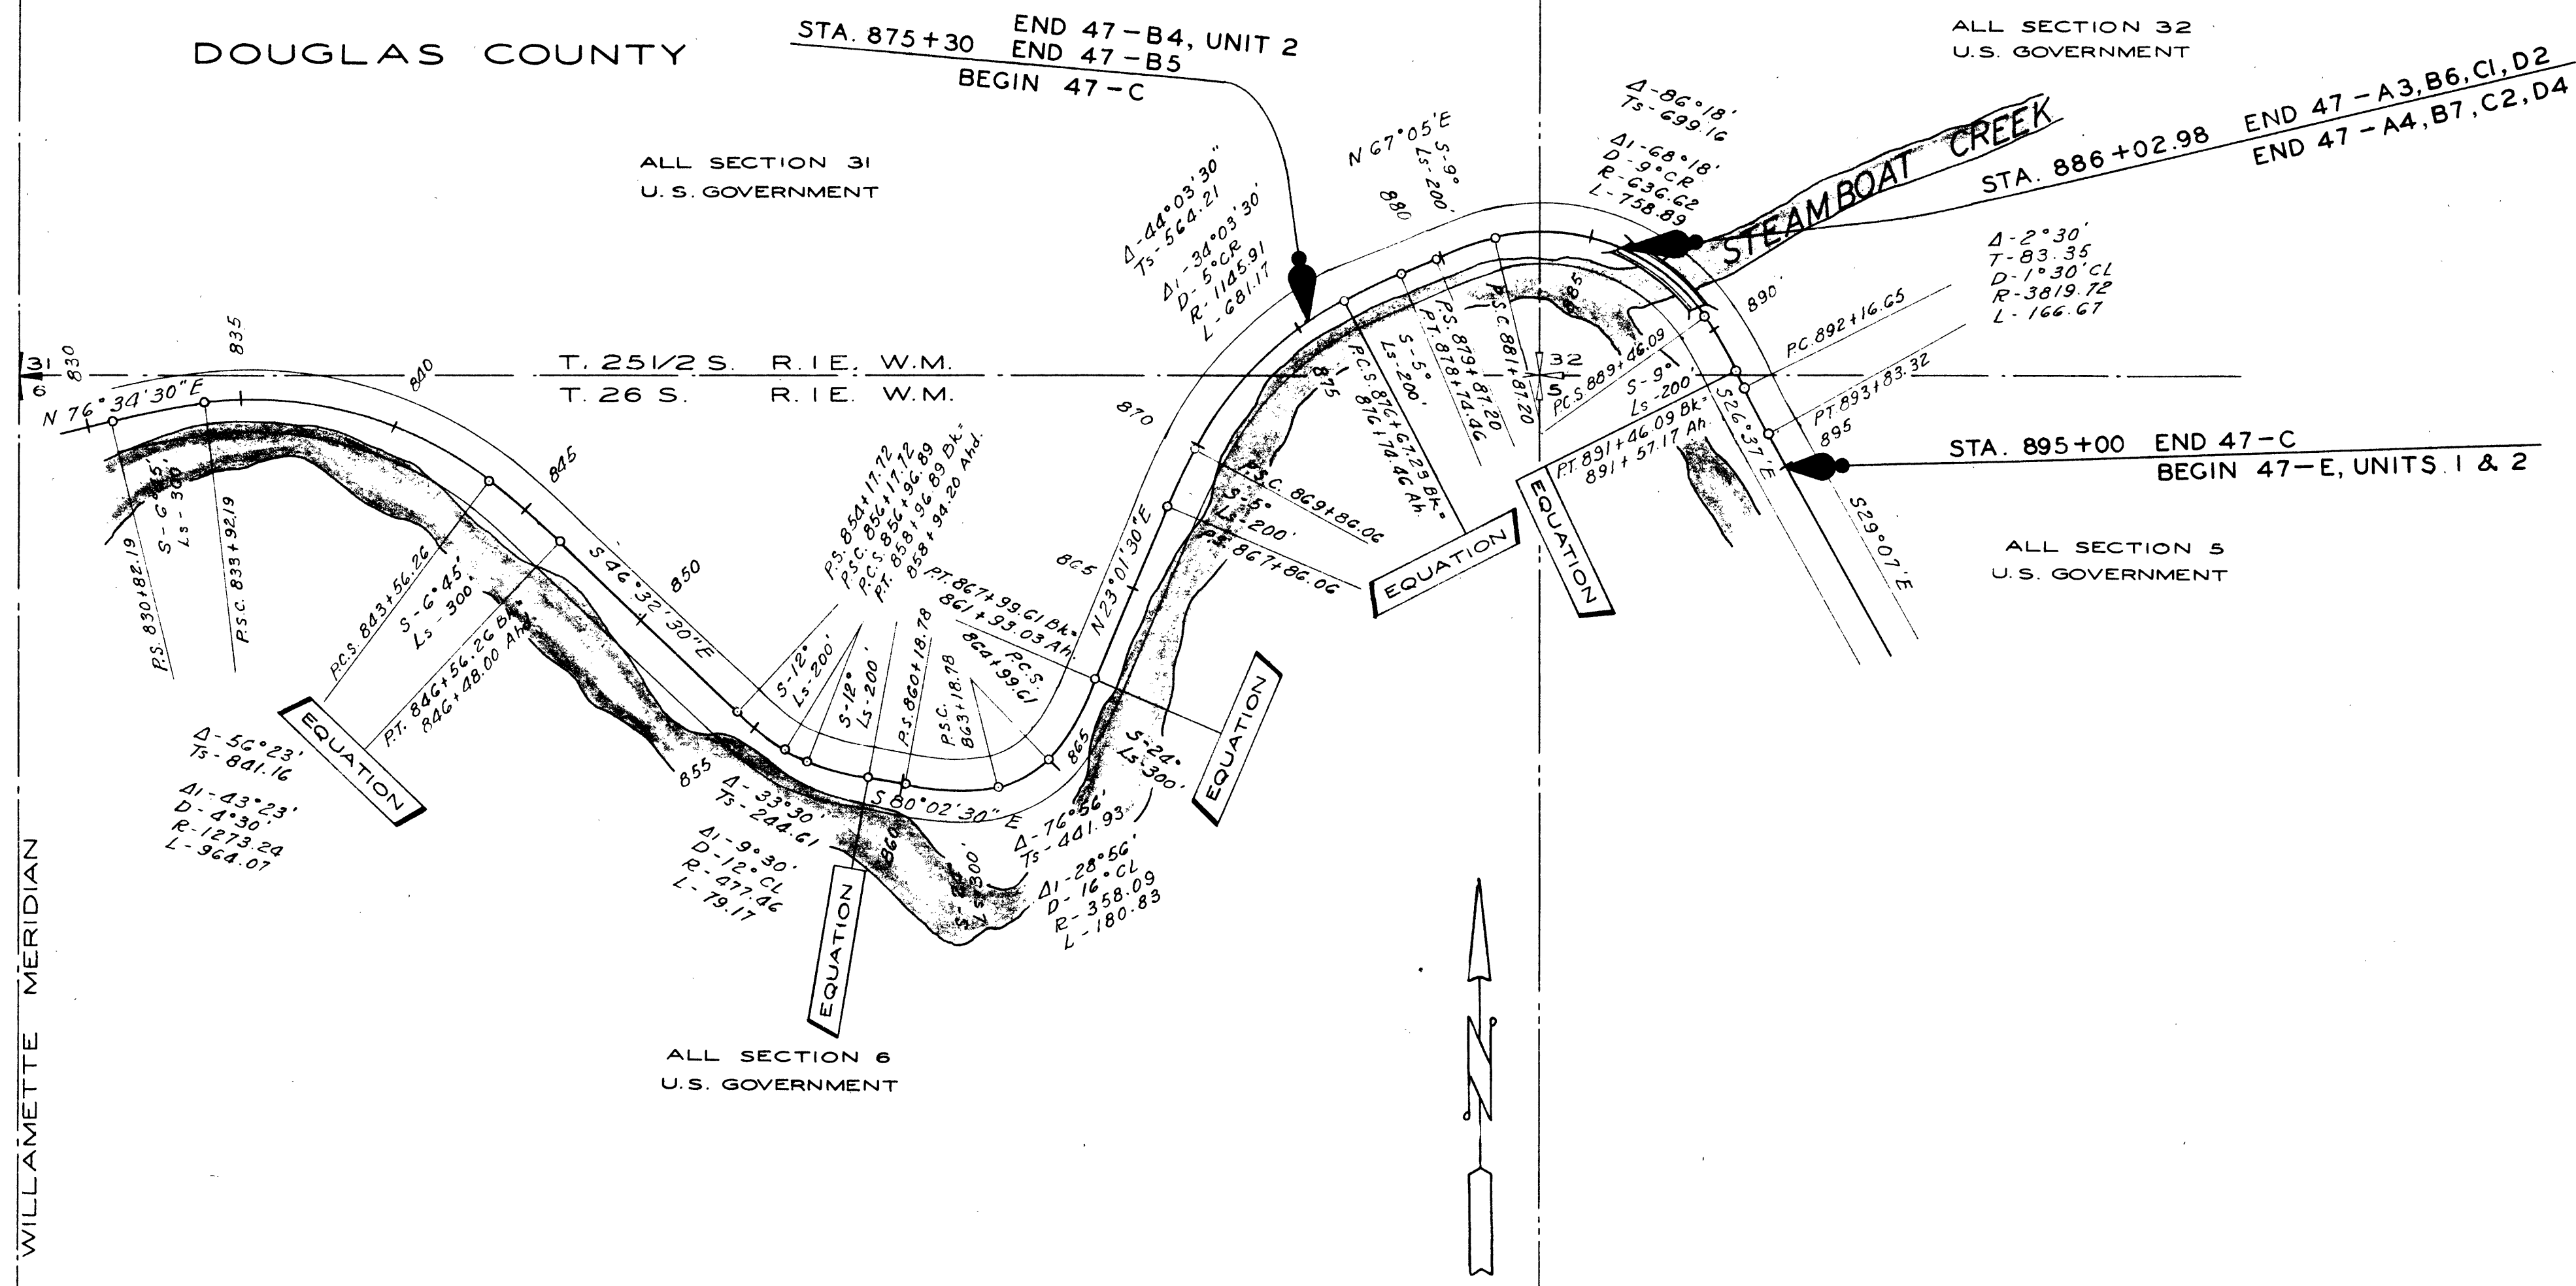 DOUGLAS COUNTY
STA. 875+30
END 47-B4, UNIT 2
END 47-B5
BEGIN 47-C
ALL SECTION 32
U.S. GOVERNMENT
END 47-A3,B6,C1,D2
STA. 886+02.98
END 47-A4,B7,C2,D4
STEAMBOAT CREEK
ALL SECTION 31
U.S. GOVERNMENT
Δ-44°03'30"
Ts-564.21
Δ1-34°03'30'
D-5°CR
R-1145.91
L-681.17
N 67°05'E
S-9°
Ls-200'
880
Δ-86°18'
Ts-699.16
Δ1-68°18'
D-9°CR
R-636.62
L-758.89
Δ-2°30'
T-83.35
D-1°30'CL
R-3819.72
L-166.67
31
6
830
835
840
T. 25 1/2 S. R. 1 E. W.M.
T. 26 S. R. 1 E. W.M.
N 76°34'30"E
P.S. 830+82.19
Ls-300'
P.S.C. 833+92.19
845
P.C.S. 843+56.26
S-6°45'
Ls-300'
P.T. 846+56.26 Bk=
846+48.00 Ahd.
EQUATION
S 46°32'30"E
850
Δ-56°23'
Ts-841.16
Δ1-43°23'
D-4°30'
R-1273.24
L-964.07
P.S. 854+17.72
P.S.C. 856+17.72
P.C.S. 856+96.89
P.T. 858+96.89 Bk=
858+94.20 Ahd.
S-12°
Ls-200'
S-12°
Ls-200'
P.S. 860+18.78
P.S.C.
863+18.78
P.C.S.
864+99.61
P.T. 867+99.61 Bk=
861+93.03 Ah.
855
Δ-33°30'
Ts-244.61
Δ1-9°30'
D-12°CL
R-477.46
L-79.17
EQUATION
S 80°02'30" E
860
Ls-300'
865
S-24°
Ls-300'
EQUATION
Δ-76°56'
Ts-441.93
Δ1-28°56'
D-16°CL
R-358.09
L-180.83
N23°01'30"E
865
870
P.S.C. 869+86.06
S-5°
Ls-200'
P.S. 867+86.06
875
P.C.S. 876+67.23 Bk=
876+74.46 Ah.
S-5°
Ls-200'
P.T. 878+74.46
P.S. 879+87.20
P.S.C. 881+87.20
EQUATION
885
32
5
P.C.S 889+46.09
S-9°
Ls-200'
P.T. 891+46.09 Bk=
891+57.17 Ah.
EQUATION
890
P.C. 892+16.65
P.T. 893+83.32
S26°37'E
895
STA. 895+00 END 47-C
BEGIN 47-E, UNITS. 1 & 2
S29°07'E
ALL SECTION 5
U.S. GOVERNMENT
ALL SECTION 6
U.S. GOVERNMENT
WILLAMETTE MERIDIAN
N